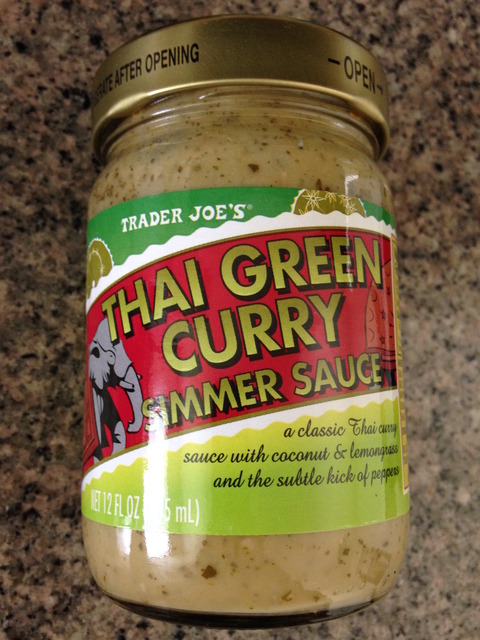 AFTER OPENING
—OPEN—
TRADER JOE'S®
THAI GREEN
CURRY
SIMMER SAUCE
a classic Thai curry
sauce with coconut & lemongrass
and the subtle kick of peppers
NET 12 FL OZ mL)